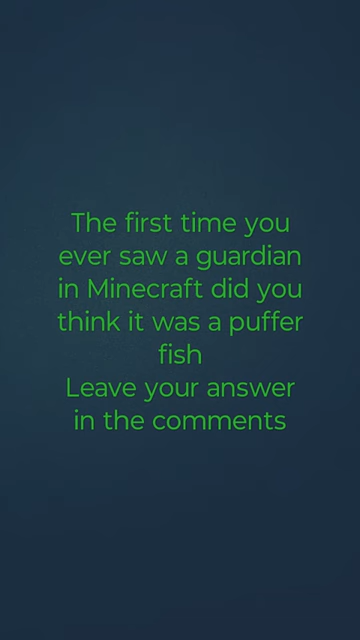 The first time you
ever saw a guardian
in Minecraft did you
think it was a puffer
fish
Leave your answer
in the comments